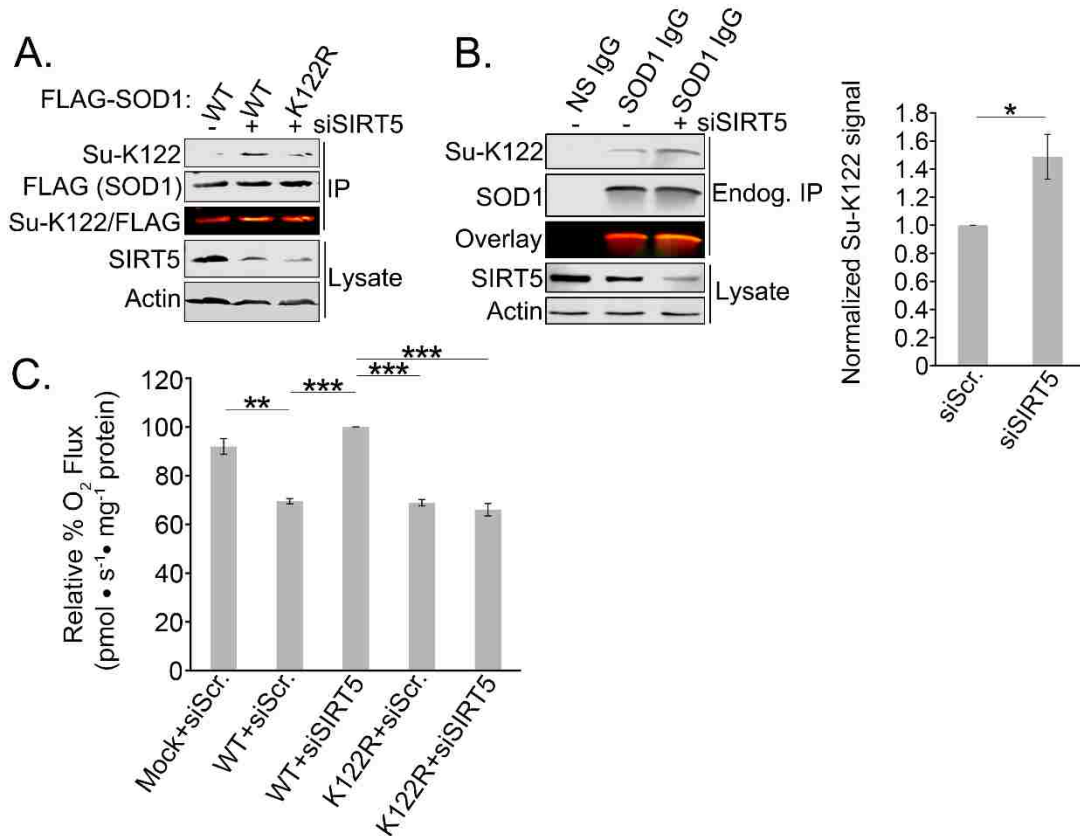 A.
FLAG-SOD1: WT WT K122R
- + + siSIRT5
Su-K122
FLAG (SOD1)
Su-K122/FLAG
IP
SIRT5
Actin
Lysate
B.
NS IgG SOD1 IgG SOD1 IgG
- - + siSIRT5
Su-K122
SOD1
Overlay
Endog. IP
SIRT5
Actin
Lysate
Normalized Su-K122 signal
1.8
1.6
1.4
1.2
1.0
0.8
0.6
0.4
0.2
0
*
siScr. siSIRT5
C.
Relative % O2 Flux
(pmol • s-1• mg-1 protein)
120
100
80
60
40
20
0
** *** *** ***
Mock+siScr. WT+siScr. WT+siSIRT5 K122R+siScr. K122R+siSIRT5